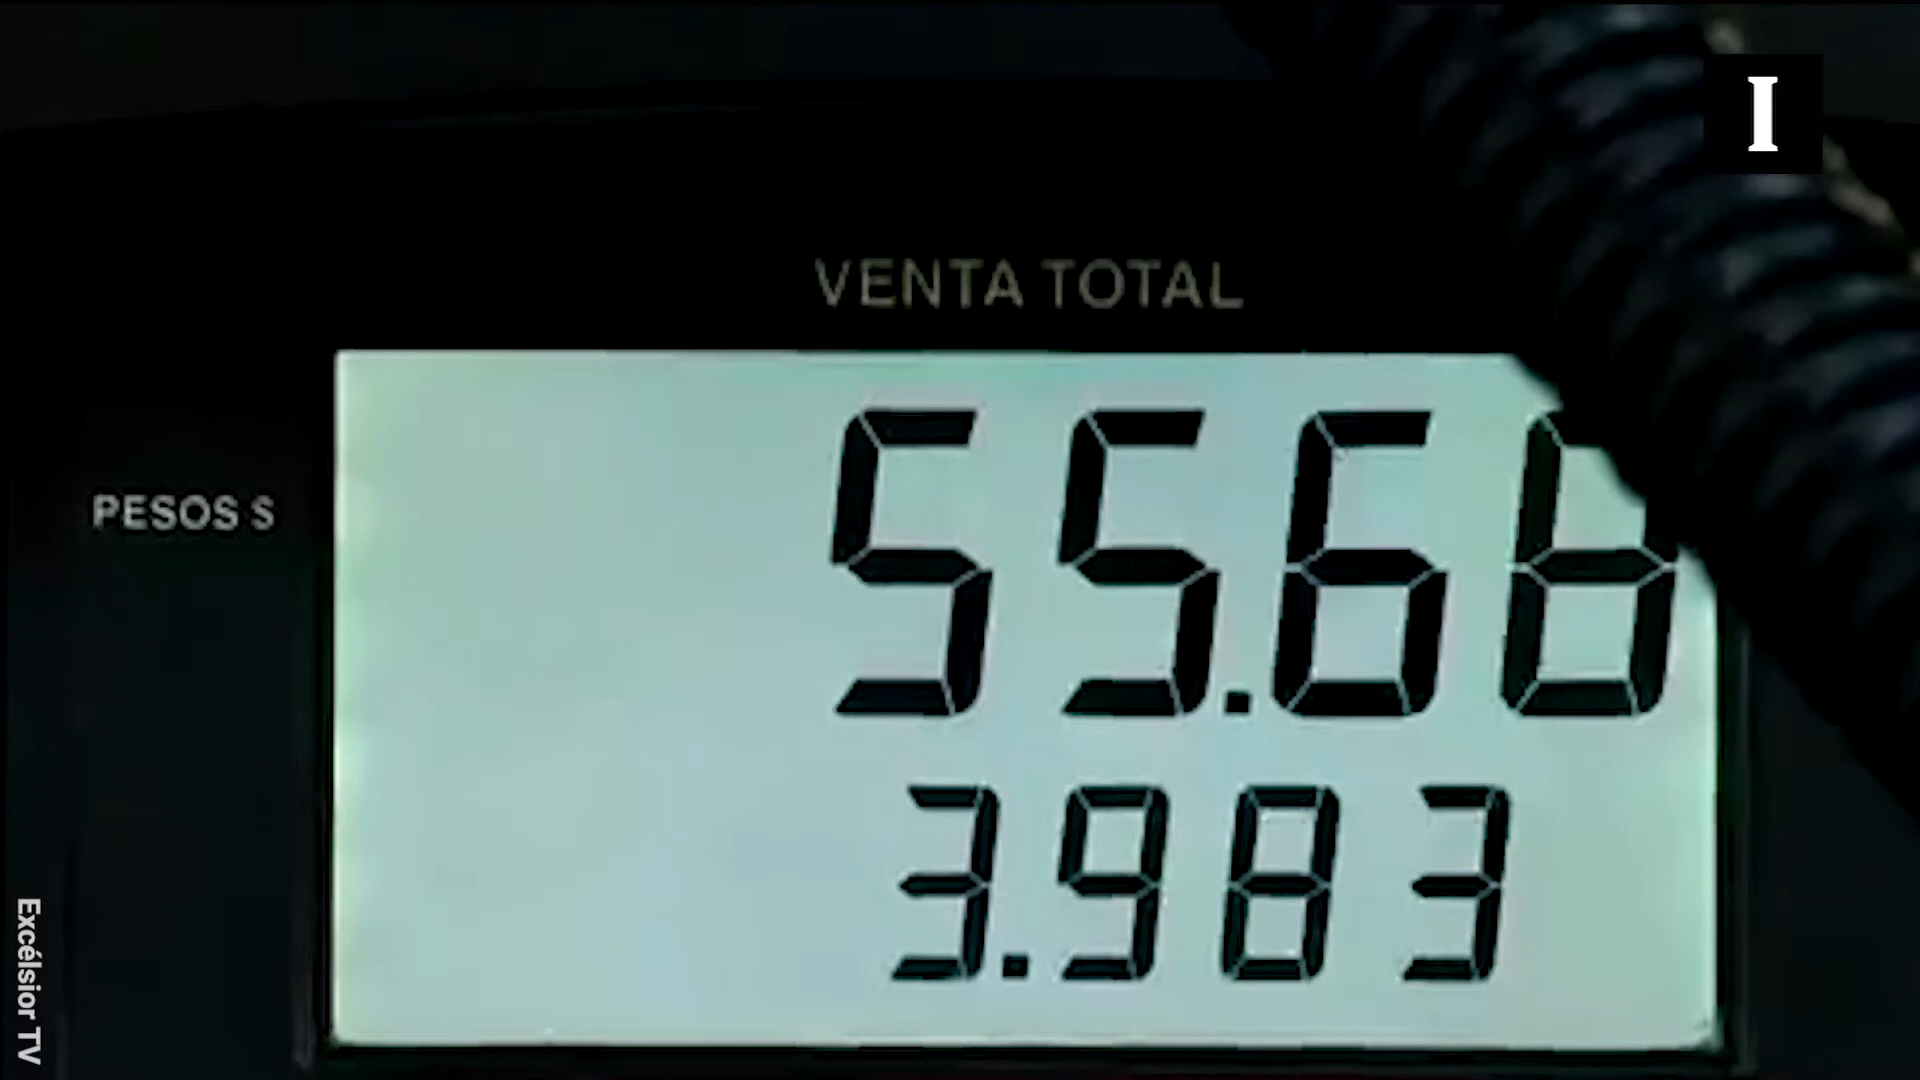 I
VENTA TOTAL
PESOS $
55.66
3.983
Excélsior TV